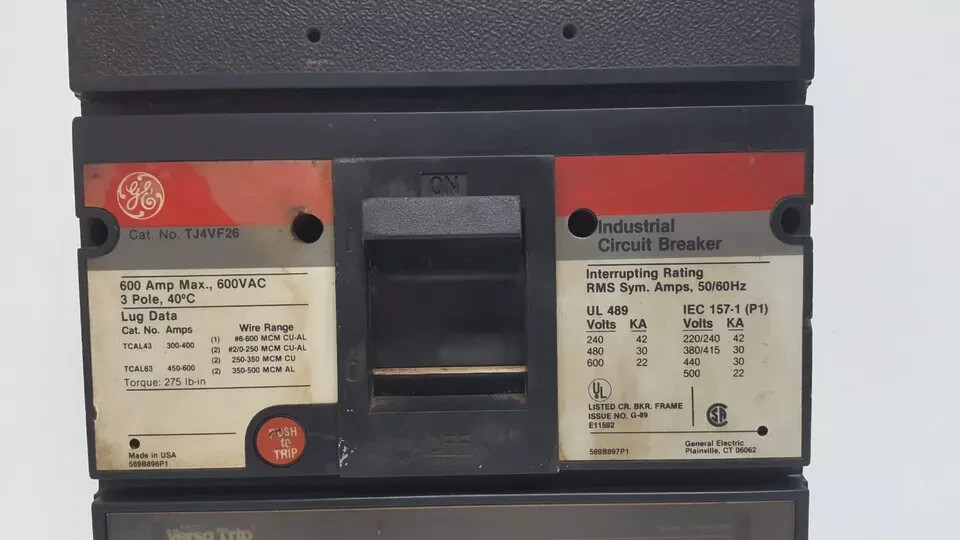 GE
Cat. No. TJ4VF26
600 Amp Max., 600VAC
3 Pole, 40°C
Lug Data
Cat. No. Amps Wire Range
TCAL43 300-400 (1) #6-600 MCM CU-AL
(2) #2/0-250 MCM CU-AL
TCAL63 450-600 (2) 250-350 MCM CU
(2) 350-500 MCM AL
Torque: 275 lb-in
Made in USA
569B896P1
PUSH
to
TRIP
ON
I
O
OFF
Industrial
Circuit Breaker
Interrupting Rating
RMS Sym. Amps, 50/60Hz
UL 489 IEC 157-1 (P1)
Volts KA Volts KA
240 42 220/240 42
480 30 380/415 30
600 22 440 30
500 22
UL
LISTED CR. BKR. FRAME
ISSUE NO. G-89
E11592
SA
569B897P1
General Electric
Plainville, CT 06062
Versa Trip